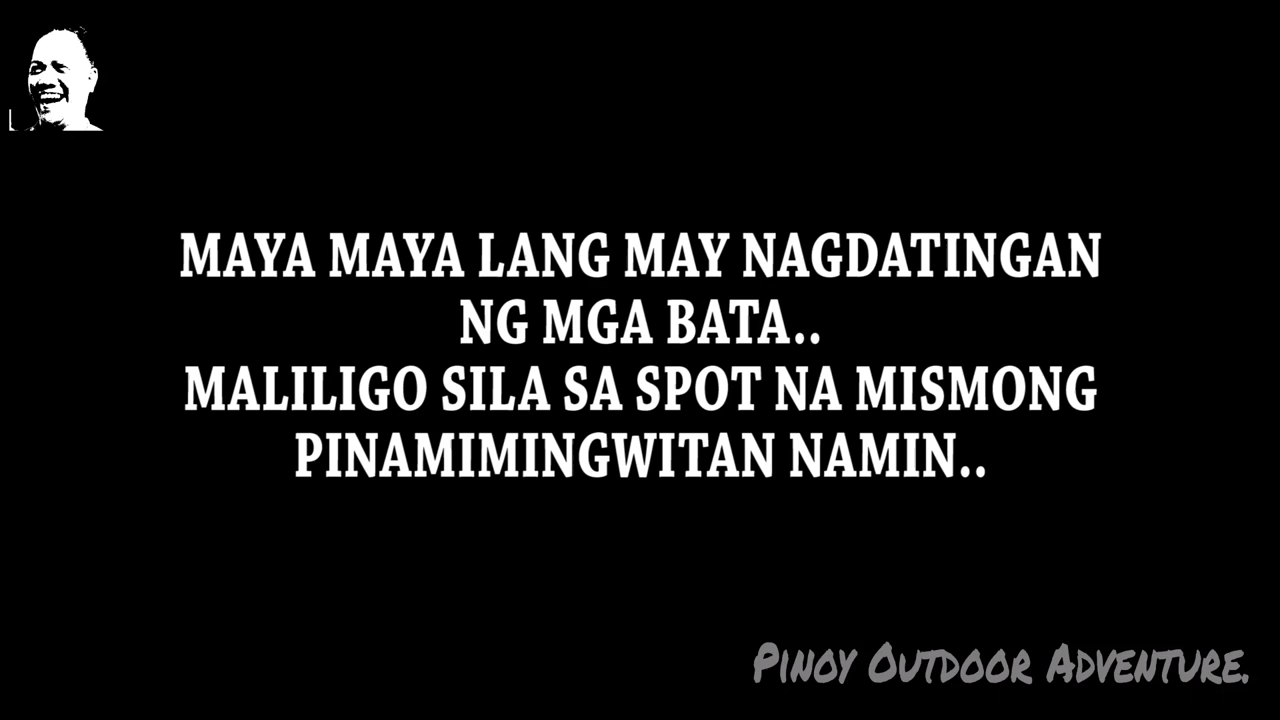 MAYA MAYA LANG MAY NAGDATINGAN
NG MGA BATA..
MALILIGO SILA SA SPOT NA MISMONG
PINAMIMINGWITAN NAMIN..
PINOY OUTDOOR ADVENTURE.